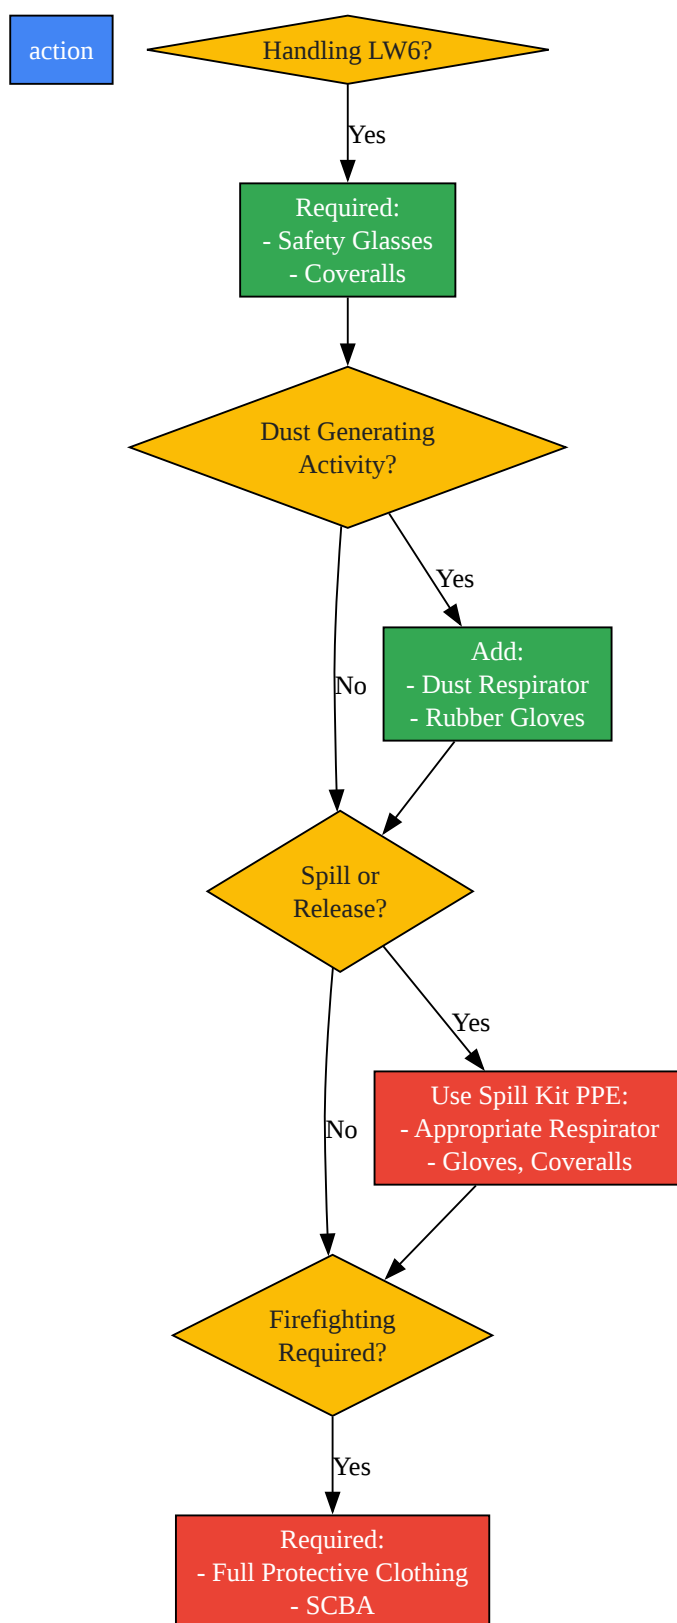 action
Handling LW6?
Yes
Required:
- Safety Glasses
- Coveralls
Dust Generating
Activity?
Yes
No
Add:
- Dust Respirator
- Rubber Gloves
Spill or
Release?
Yes
No
Use Spill Kit PPE:
- Appropriate Respirator
- Gloves, Coveralls
Firefighting
Required?
Yes
Required:
- Full Protective Clothing
- SCBA